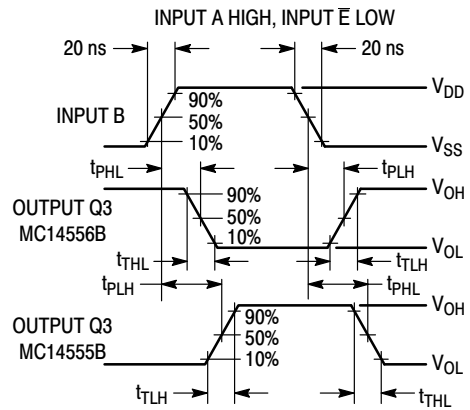 INPUT A HIGH, INPUT E̅ LOW
20 ns 20 ns
INPUT B 90% 50% 10% V_DD V_SS
t_PHL t_PLH
OUTPUT Q3 MC14556B 90% 50% 10% V_OH V_OL
t_THL t_TLH
t_PLH t_PHL
OUTPUT Q3 MC14555B 90% 50% 10% V_OH V_OL
t_TLH t_THL